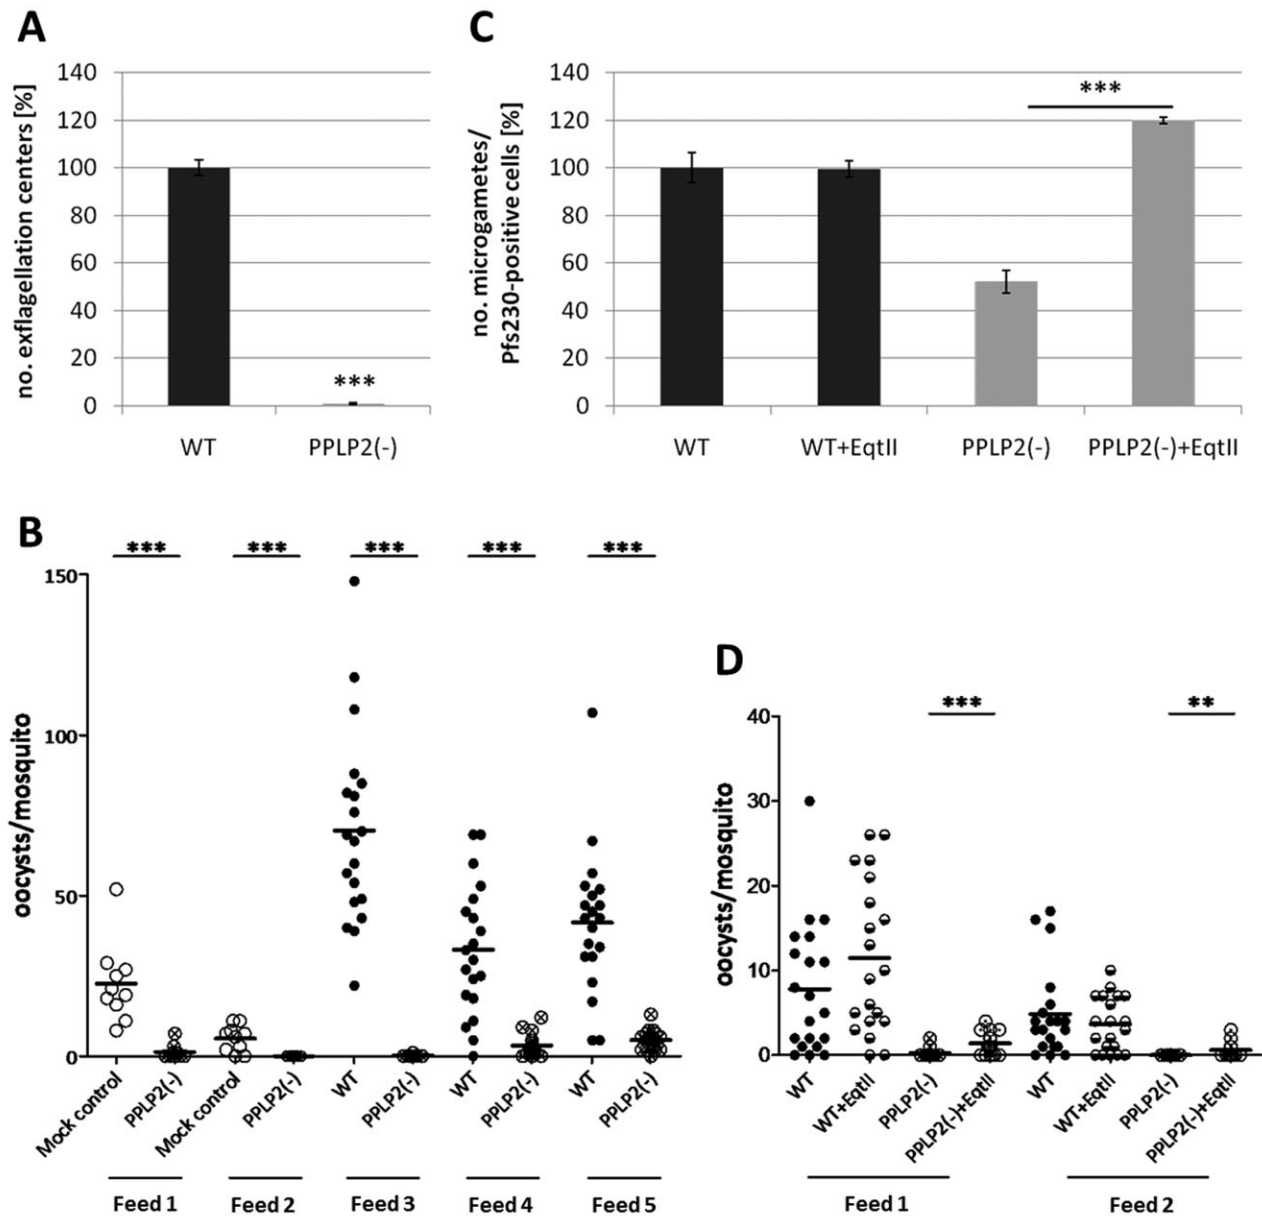 A
no. exflagellation centers [%]
140
120
100
80
60
40
20
0
***
WT
PPLP2(-)
C
no. microgametes/
Pfs230-positive cells [%]
140
120
100
80
60
40
20
0
***
WT
WT+EqtII
PPLP2(-)
PPLP2(-)+EqtII
B
oocysts/mosquito
150
100
50
0
***
***
***
***
***
Mock control
PPLP2(-)
Mock control
PPLP2(-)
WT
PPLP2(-)
WT
PPLP2(-)
WT
PPLP2(-)
Feed 1
Feed 2
Feed 3
Feed 4
Feed 5
D
oocysts/mosquito
40
30
20
10
0
***
**
WT
WT+EqtII
PPLP2(-)
PPLP2(-)+EqtII
WT
WT+EqtII
PPLP2(-)
PPLP2(-)+EqtII
Feed 1
Feed 2